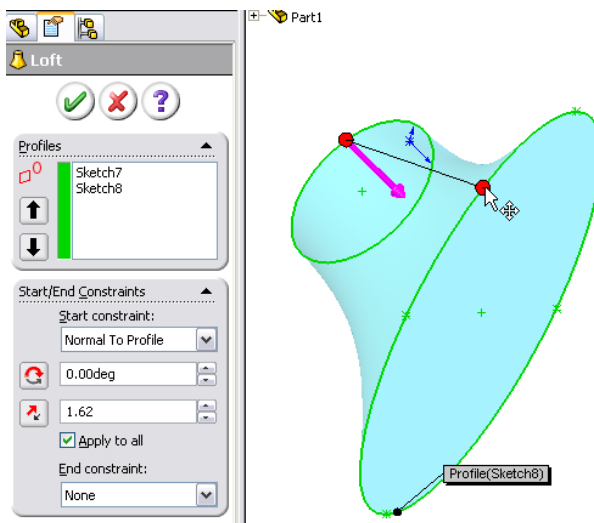 Part1
Loft
?
Profiles
Sketch7
Sketch8
Start/End Constraints
Start constraint:
Normal To Profile
0.00deg
1.62
Apply to all
End constraint:
None
Profile(Sketch8)